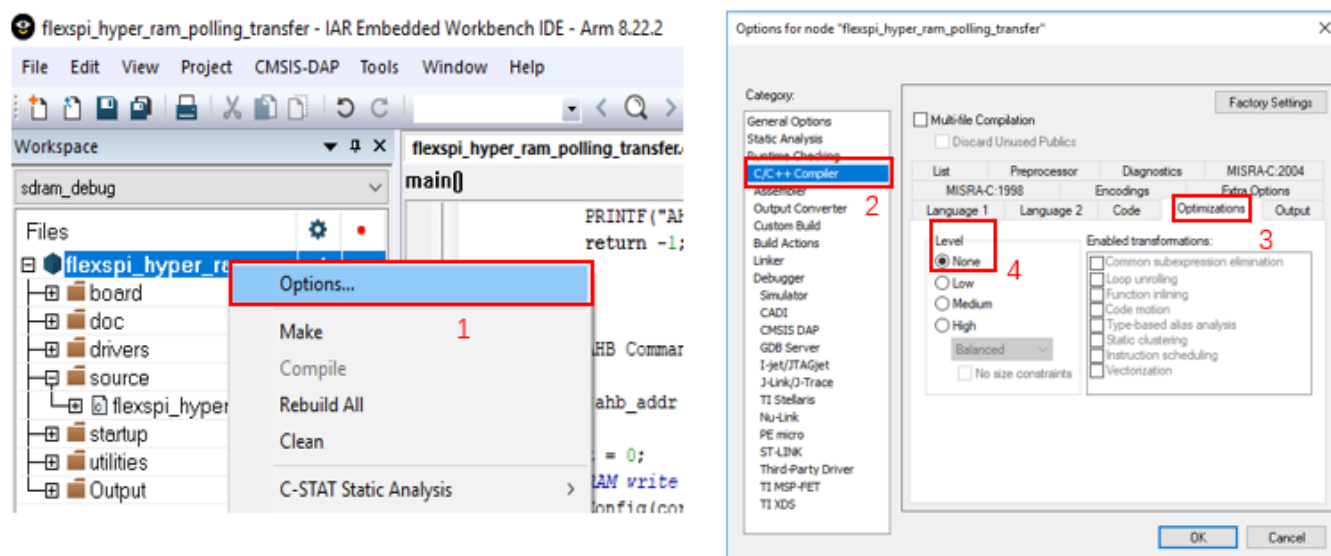 flexspi_hyper_ram_polling_transfer - IAR Embedded Workbench IDE - Arm 8.22.2
File Edit View Project CMSIS-DAP Tools Window Help
Workspace
flexspi_hyper_ram_polling_transfer.
sdram_debug
main()
Files
PRINTF("Ah
return -1;
flexspi_hyper_ra
board
doc
drivers
source
flexspi_hyper
startup
utilities
Output
Options...
Make
1
Compile
Rebuild All
Clean
C-STAT Static Analysis
AHB Commar
ahb_addr
= 0;
RAM write
Config(con
Options for node "flexspi_hyper_ram_polling_transfer"
Category:
General Options
Static Analysis
Runtime Checking
C/C++ Compiler
2
Assembler
Output Converter
Custom Build
Build Actions
Linker
Debugger
Simulator
CADI
CMSIS DAP
GDB Server
I-jet/JTAGjet
J-Link/J-Trace
TI Stellaris
Nu-Link
PE micro
ST-LINK
Third-Party Driver
TI MSP-FET
TI XDS
Factory Settings
Multi-file Compilation
Discard Unused Publics
List Preprocessor Diagnostics MISRA-C:2004
MISRA-C:1998 Encodings Extra Options
Language 1 Language 2 Code Optimizations Output
3
Level
None
4
Low
Medium
High
Balanced
No size constraints
Enabled transformations:
Common subexpression elimination
Loop unrolling
Function inlining
Code motion
Type-based alias analysis
Static clustering
Instruction scheduling
Vectorization
OK Cancel